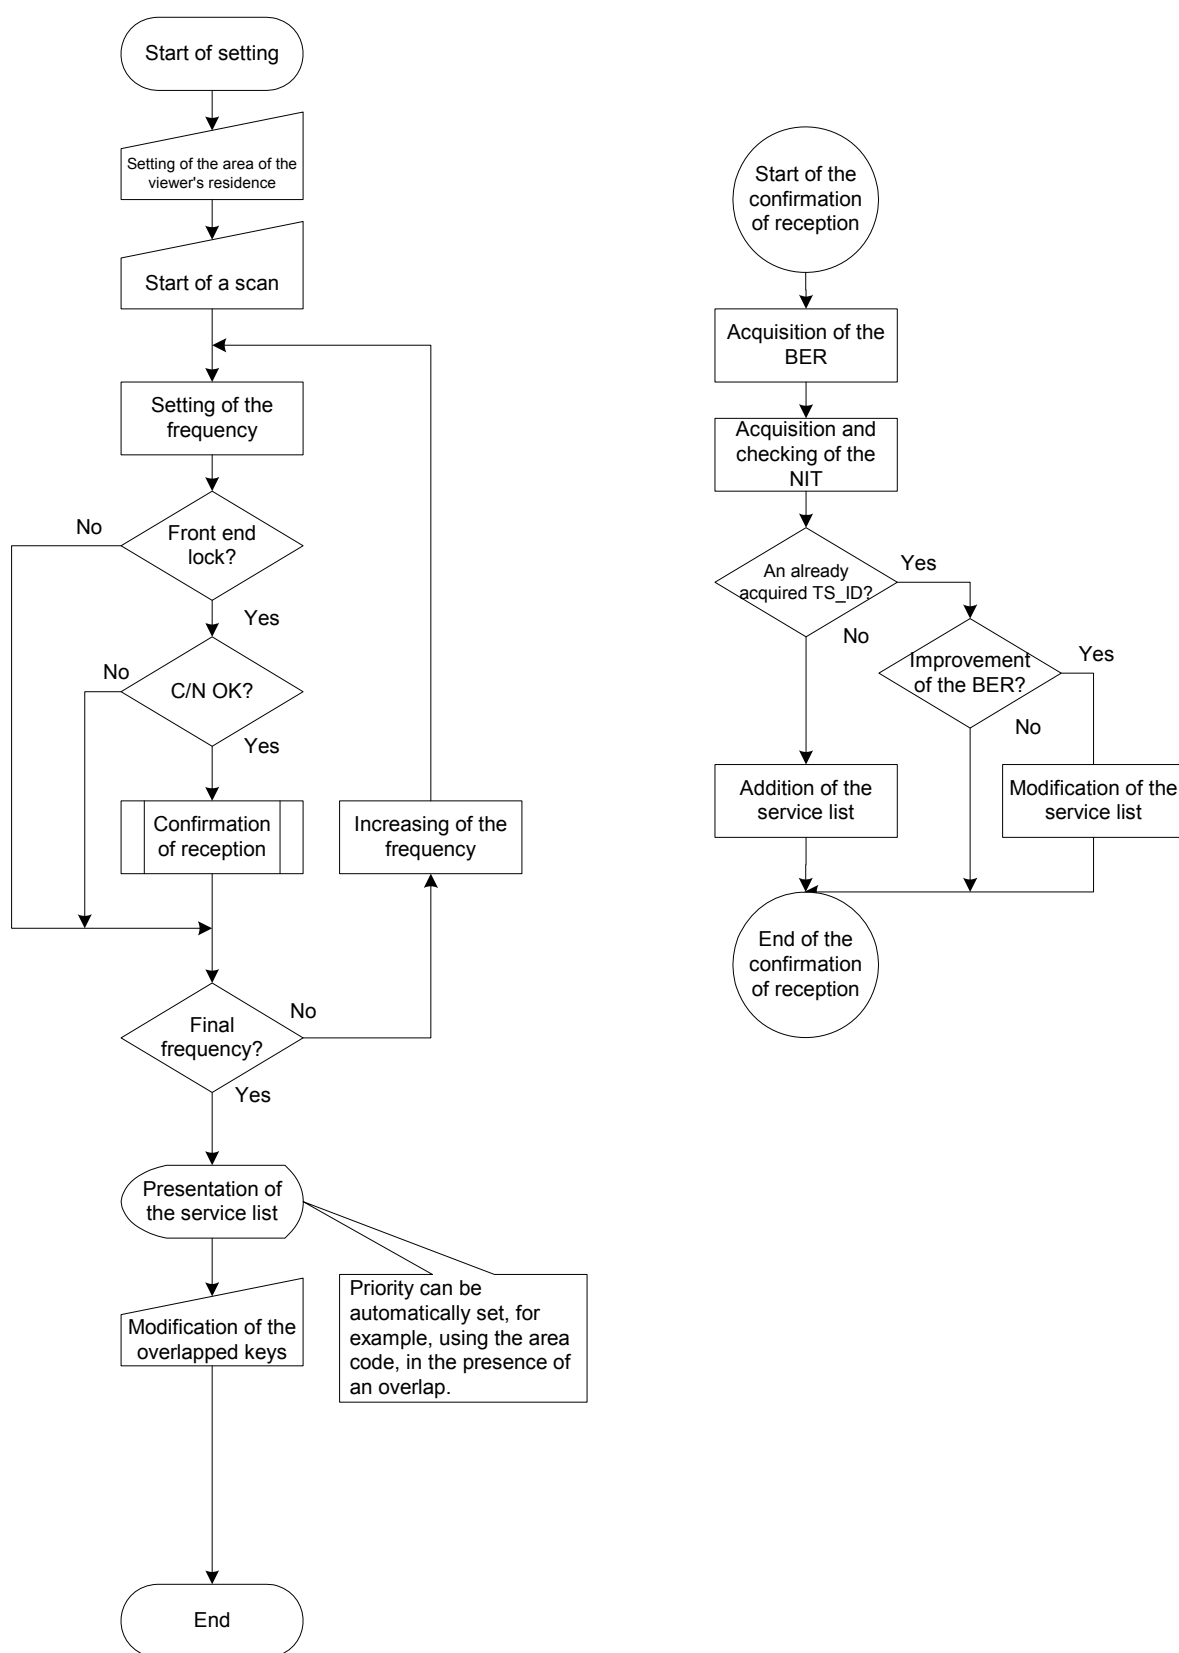 Start of setting
Setting of the area of the
viewer's residence
Start of a scan
Setting of the
frequency
No
Front end
lock?
Yes
No
C/N OK?
Yes
Confirmation
of reception
Increasing of the
frequency
Final
frequency?
No
Yes
Presentation of
the service list
Priority can be
automatically set, for
example, using the area
code, in the presence of
an overlap.
Modification of the
overlapped keys
End
Start of the
confirmation
of reception
Acquisition of the
BER
Acquisition and
checking of the
NIT
An already
acquired TS_ID?
Yes
No
Improvement
of the BER?
Yes
No
Addition of the
service list
Modification of the
service list
End of the
confirmation
of reception